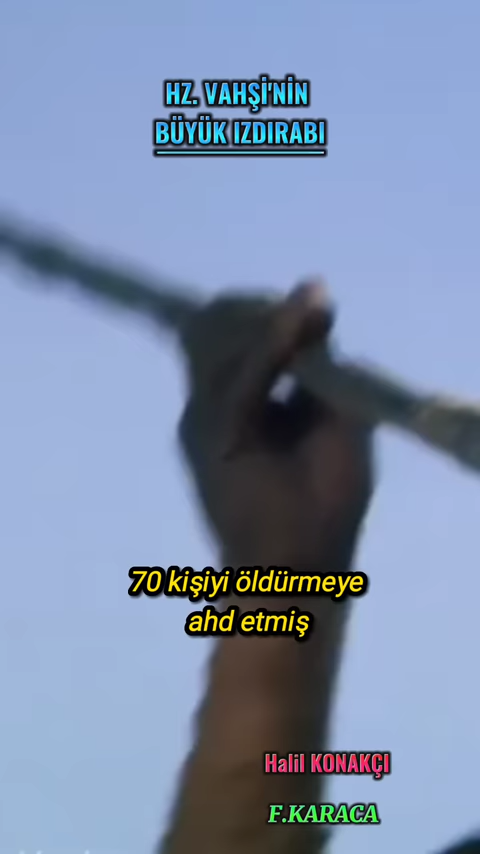 HZ. VAHŞİ'NİN
BÜYÜK IZDIRABI
70 kişiyi öldürmeye
ahd etmiş
Halil KONAKÇI
F.KARACA